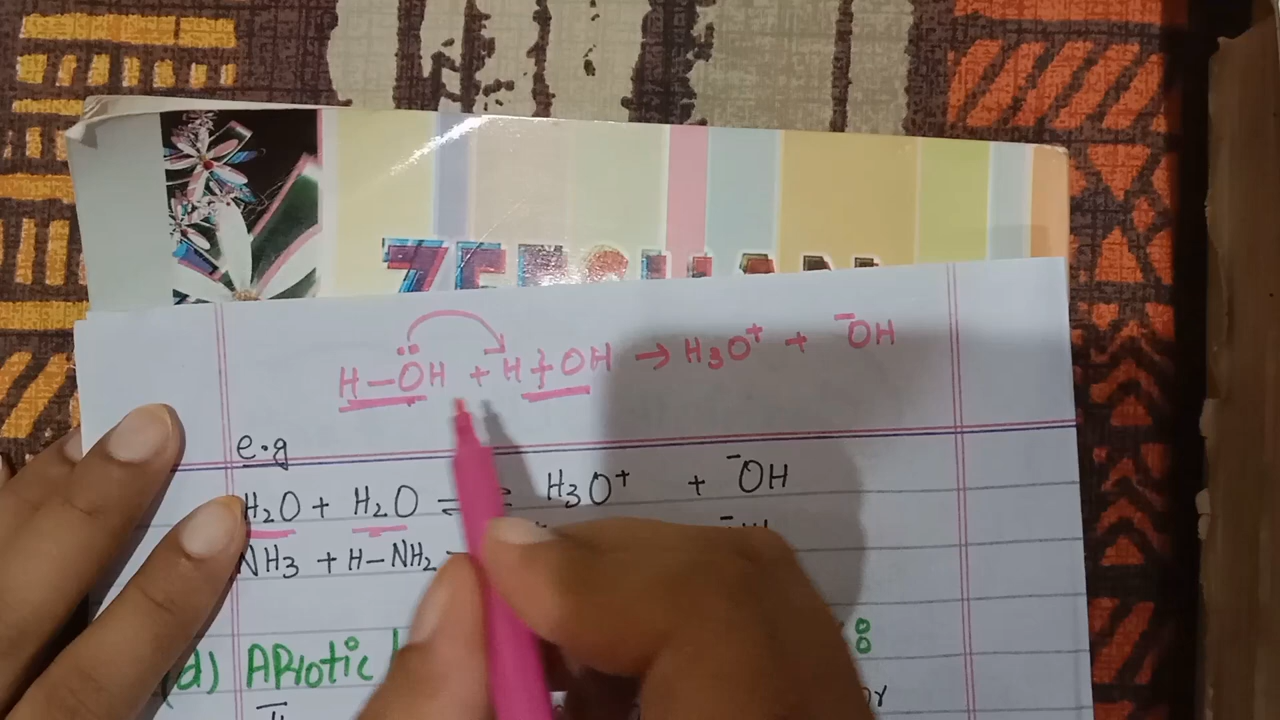 H–ÖH + H+OH → H₃O⁺ + ⁻OH
e.g
H₂O + H₂O ⇌ H₃O⁺ + ⁻OH
NH₃ + H–NH₂
(d) AProtic